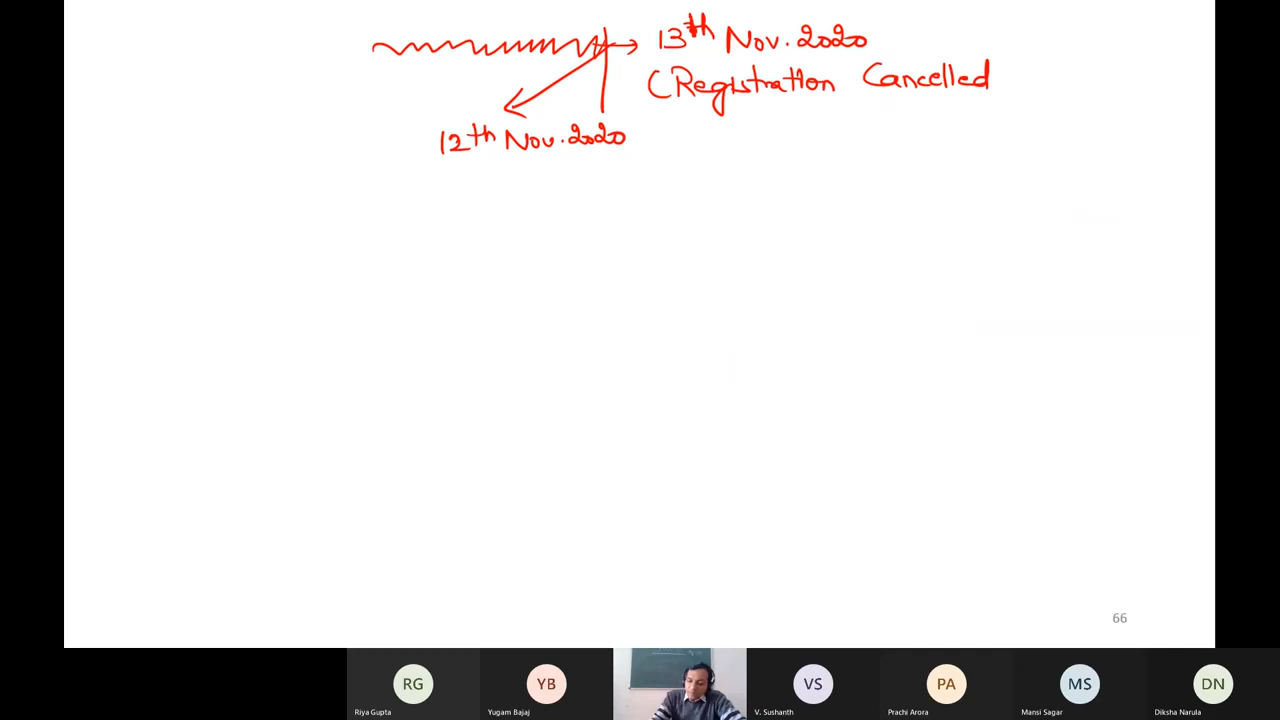 13th Nov. 2020
(Registration Cancelled
12th Nov. 2020
66
RG
YB
VS
PA
MS
DN
Riya Gupta
Yugam Bajaj
V. Sushanth
Prachi Arora
Mansi Sagar
Diksha Narula